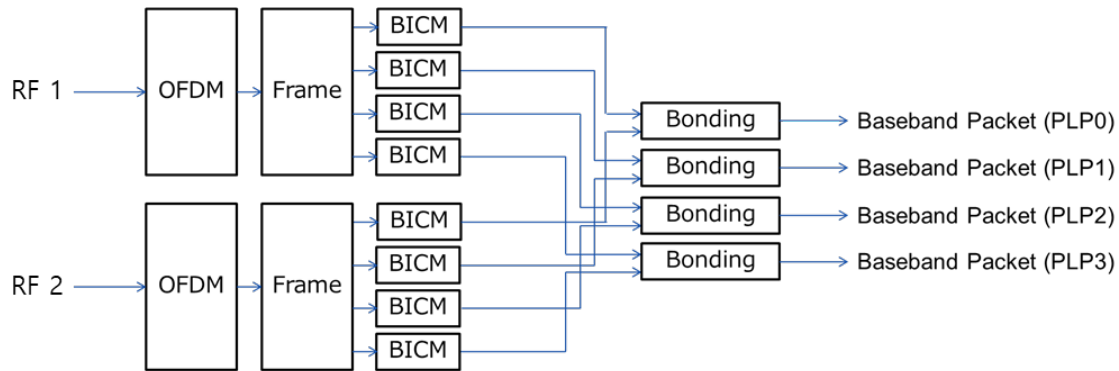 RF 1
OFDM
Frame
BICM
BICM
BICM
BICM
RF 2
OFDM
Frame
BICM
BICM
BICM
BICM
Bonding
Baseband Packet (PLP0)
Bonding
Baseband Packet (PLP1)
Bonding
Baseband Packet (PLP2)
Bonding
Baseband Packet (PLP3)